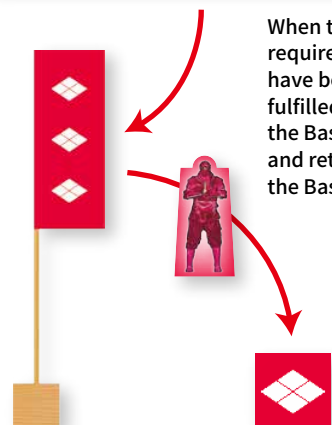 When t
require
have be
fulfilled
the Bas
and ret
the Bas